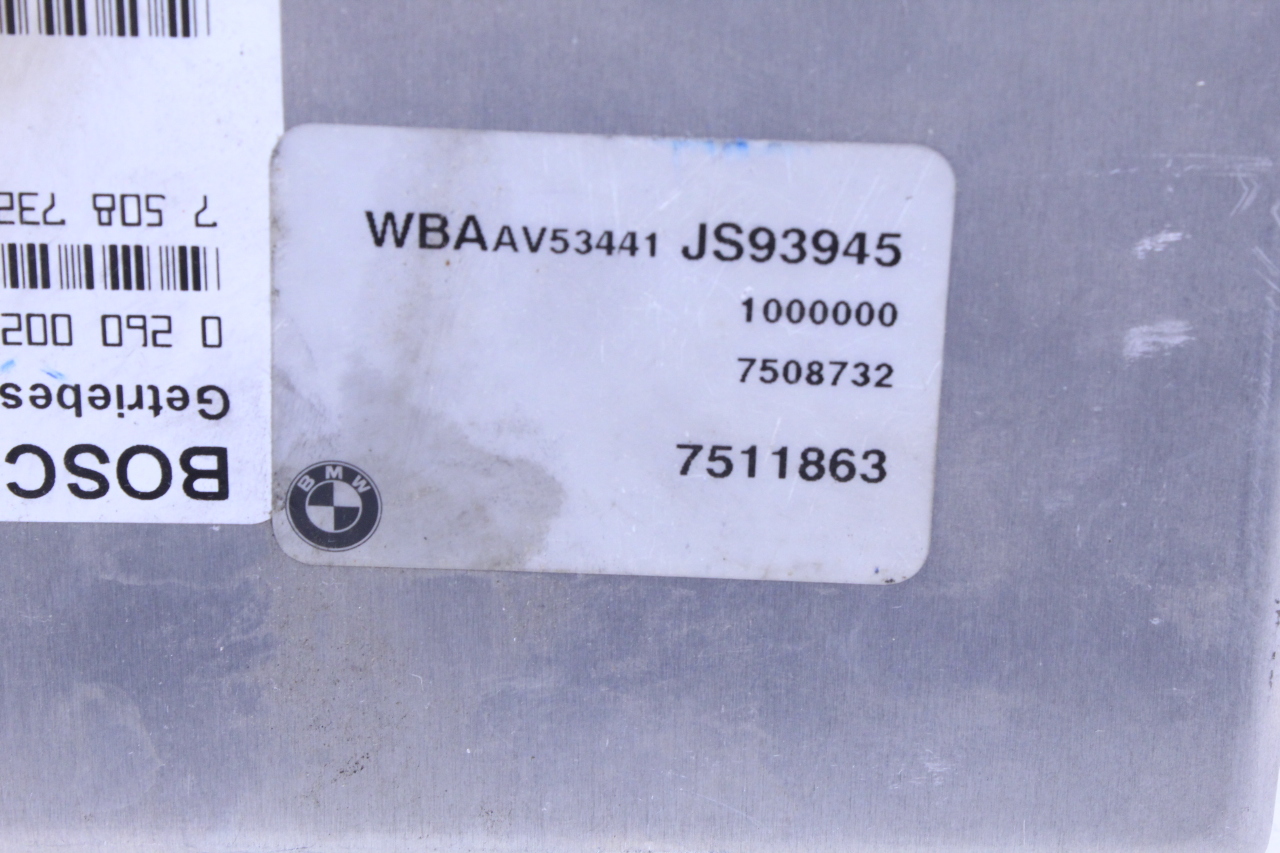 WBAAV53441 JS93945
1000000
7508732
7511863
BMW
BOSC
Getriebes
0 260 002
7 508 732